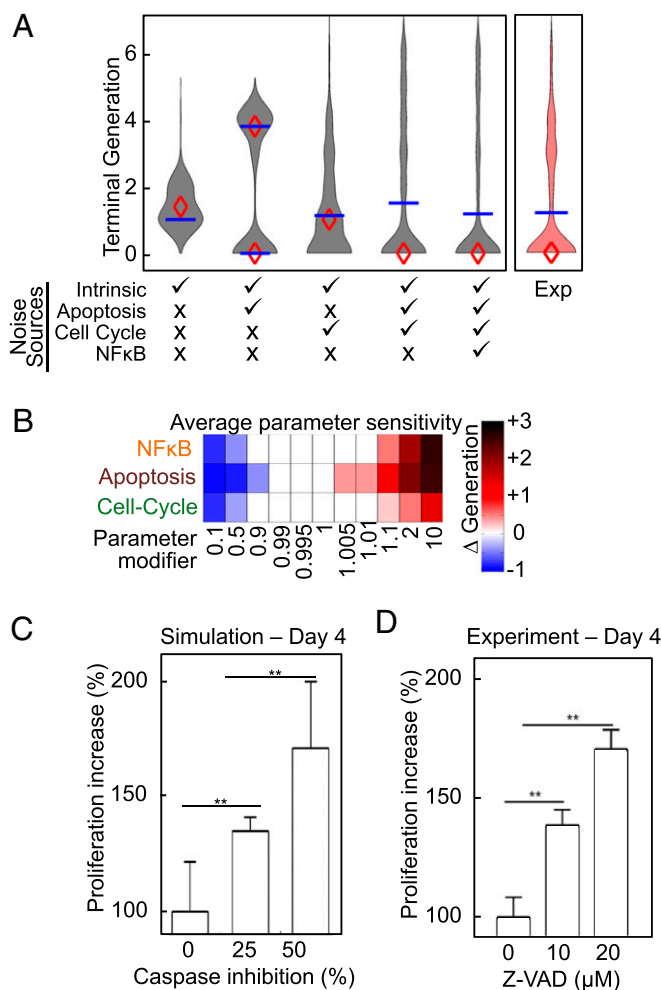 A
Terminal Generation
6
4
2
0
Noise
Sources
Intrinsic ✓ ✓ ✓ ✓ ✓
Apoptosis x ✓ x ✓ ✓
Cell Cycle x x ✓ ✓ ✓
NFκB x x x x ✓
Exp
B
Average parameter sensitivity
NFκB
Apoptosis
Cell-Cycle
Parameter
modifier
0.1 0.5 0.9 0.99 0.995 1 1.005 1.01 1.1 2 10
Δ Generation
+3
+2
+1
0
-1
C
Simulation – Day 4
Proliferation increase (%)
200
150
100
**
**
0 25 50
Caspase inhibition (%)
D
Experiment – Day 4
Proliferation increase (%)
200
150
100
**
**
0 10 20
Z-VAD (µM)